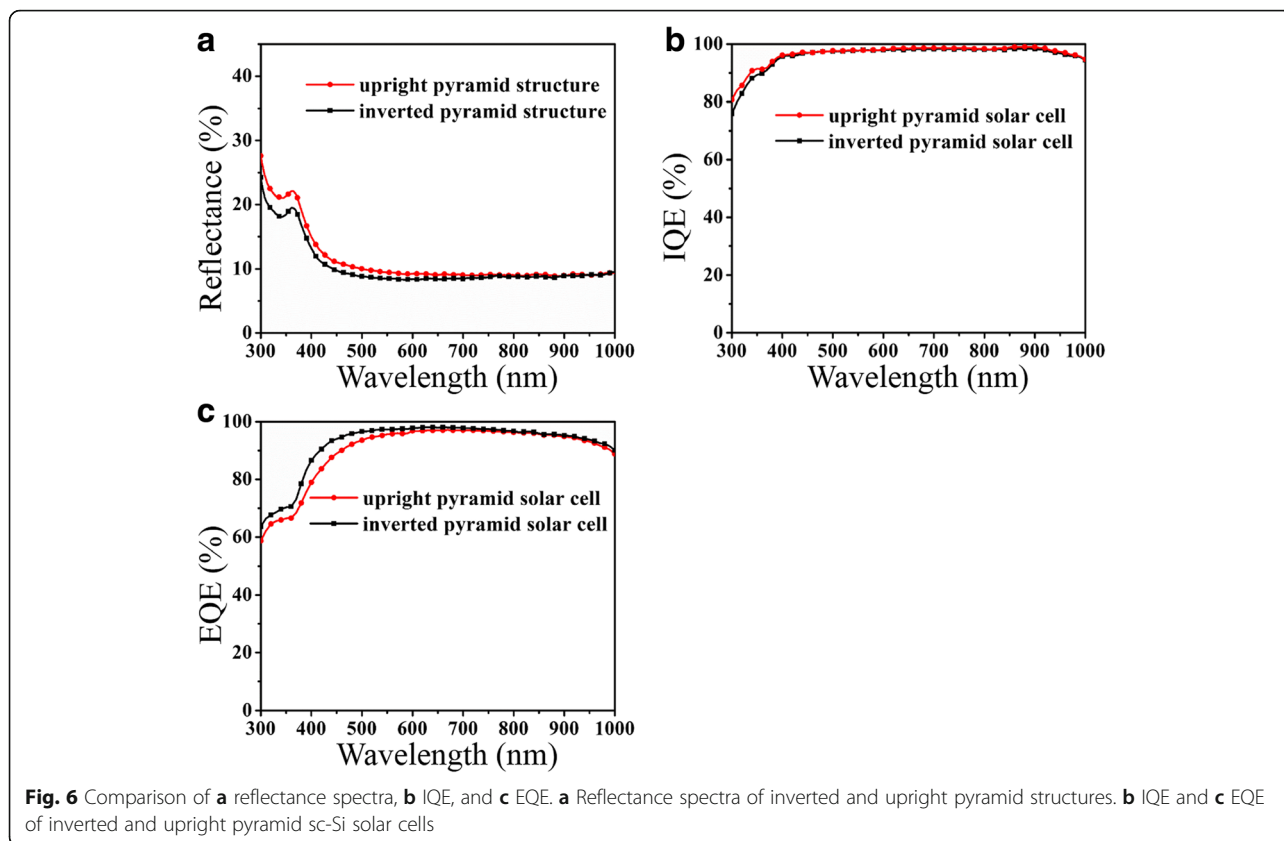 a
40
30
20
10
0
Reflectance (%)
upright pyramid structure
inverted pyramid structure
300 400 500 600 700 800 900 1000
Wavelength (nm)
b
100
80
60
40
20
0
IQE (%)
upright pyramid solar cell
inverted pyramid solar cell
300 400 500 600 700 800 900 1000
Wavelength (nm)
c
100
80
60
40
20
0
EQE (%)
upright pyramid solar cell
inverted pyramid solar cell
300 400 500 600 700 800 900 1000
Wavelength (nm)
Fig. 6 Comparison of a reflectance spectra, b IQE, and c EQE. a Reflectance spectra of inverted and upright pyramid structures. b IQE and c EQE
of inverted and upright pyramid sc-Si solar cells